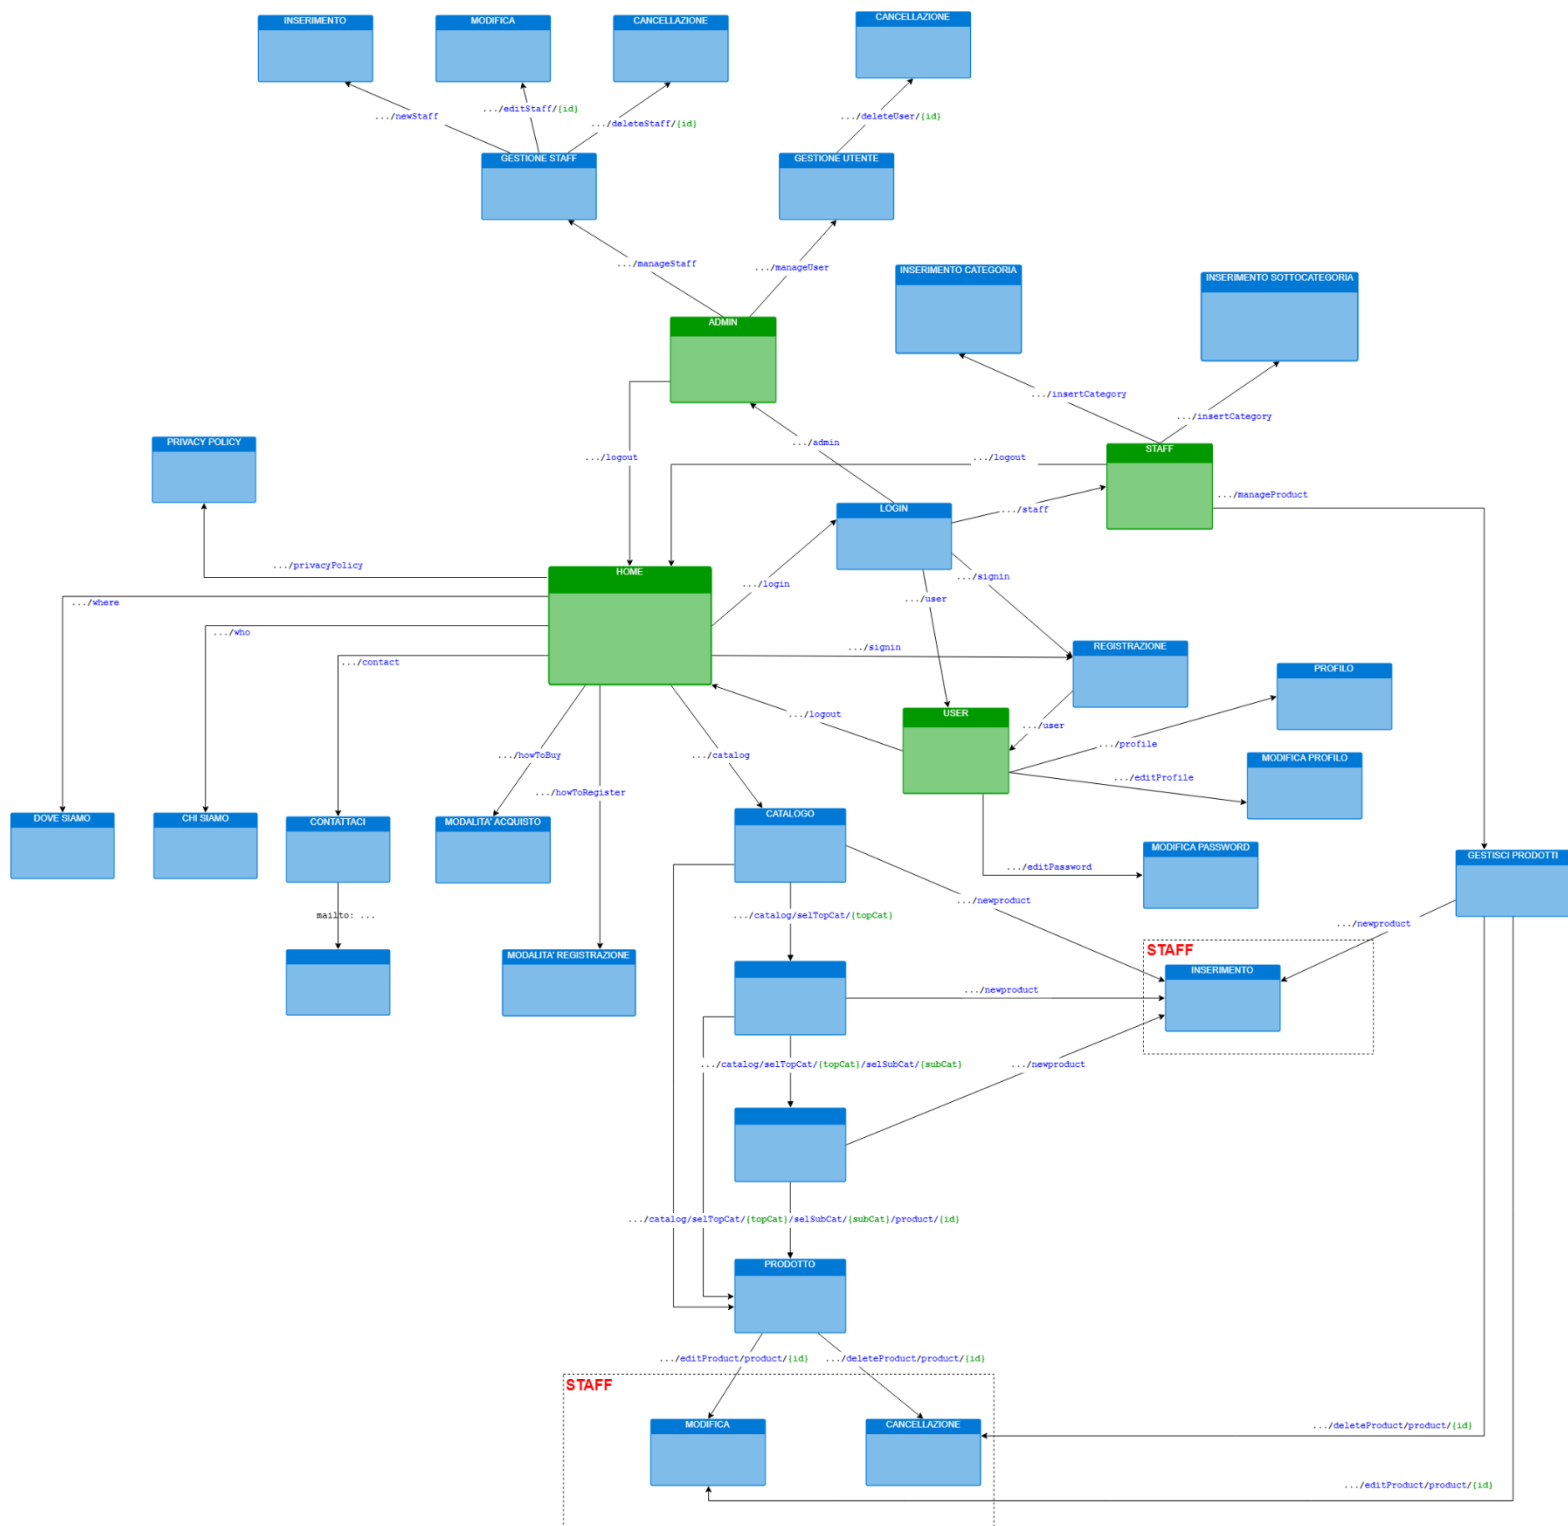 INSERIMENTO
MODIFICA
CANCELLAZIONE
CANCELLAZIONE
.../newStaff
.../editStaff/{id}
.../deleteStaff/{id}
.../deleteUser/{id}
GESTIONE STAFF
GESTIONE UTENTE
.../manageStaff
.../manageUser
INSERIMENTO CATEGORIA
INSERIMENTO SOTTOCATEGORIA
ADMIN
.../insertCategory
.../insertCategory
.../admin
PRIVACY POLICY
STAFF
.../logout
.../logout
.../manageProduct
LOGIN
.../staff
.../privacyPolicy
HOME
.../login
.../signin
.../user
.../where
.../who
.../contact
.../signin
REGISTRAZIONE
PROFILO
.../logout
USER
.../user
.../profile
.../howToBuy
.../catalog
MODIFICA PROFILO
.../editProfile
.../howToRegister
DOVE SIAMO
CHI SIAMO
CONTATTACI
MODALITA' ACQUISTO
CATALOGO
MODIFICA PASSWORD
GESTISCI PRODOTTI
.../editPassword
mailto: ...
.../catalog/selTopCat/{topCat}
.../newproduct
.../newproduct
STAFF
MODALITA' REGISTRAZIONE
INSERIMENTO
.../newproduct
.../catalog/selTopCat/{topCat}/selSubCat/{subCat}
.../newproduct
.../catalog/selTopCat/{topCat}/selSubCat/{subCat}/product/{id}
PRODOTTO
.../editProduct/product/{id}
.../deleteProduct/product/{id}
STAFF
MODIFICA
CANCELLAZIONE
.../deleteProduct/product/{id}
.../editProduct/product/{id}